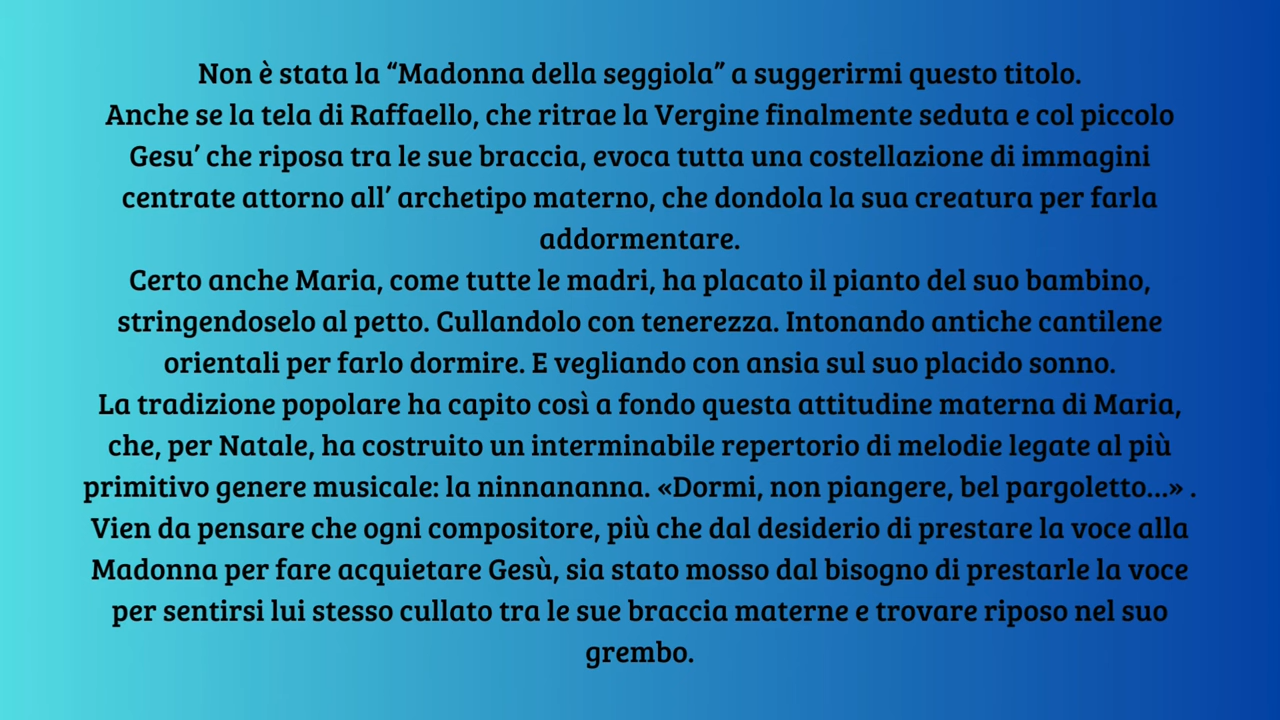 Non è stata la “Madonna della seggiola” a suggerirmi questo titolo.
Anche se la tela di Raffaello, che ritrae la Vergine finalmente seduta e col piccolo
Gesu’ che riposa tra le sue braccia, evoca tutta una costellazione di immagini
centrate attorno all’ archetipo materno, che dondola la sua creatura per farla
addormentare.
Certo anche Maria, come tutte le madri, ha placato il pianto del suo bambino,
stringendoselo al petto. Cullandolo con tenerezza. Intonando antiche cantilene
orientali per farlo dormire. E vegliando con ansia sul suo placido sonno.
La tradizione popolare ha capito così a fondo questa attitudine materna di Maria,
che, per Natale, ha costruito un interminabile repertorio di melodie legate al più
primitivo genere musicale: la ninnananna. «Dormi, non piangere, bel pargoletto...» .
Vien da pensare che ogni compositore, più che dal desiderio di prestare la voce alla
Madonna per fare acquietare Gesù, sia stato mosso dal bisogno di prestarle la voce
per sentirsi lui stesso cullato tra le sue braccia materne e trovare riposo nel suo
grembo.